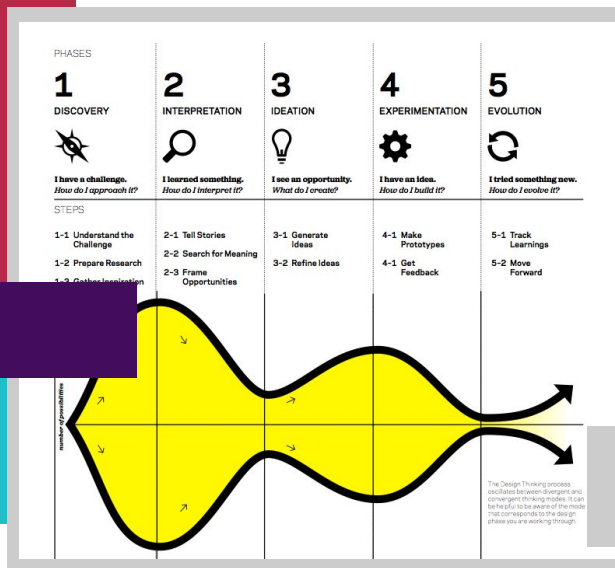 PHASES
1
DISCOVERY
I have a challenge.
How do I approach it?
2
INTERPRETATION
I learned something.
How do I interpret it?
3
IDEATION
I see an opportunity.
What do I create?
4
EXPERIMENTATION
I have an idea.
How do I build it?
5
EVOLUTION
I tried something new.
How do I evolve it?
STEPS
1-1 Understand the
Challenge
1-2 Prepare Research
1-3 Gather Inspiration
2-1 Tell Stories
2-2 Search for Meaning
2-3 Frame
Opportunities
3-1 Generate
Ideas
3-2 Refine Ideas
4-1 Make
Prototypes
4-1 Get
Feedback
5-1 Track
Learnings
5-2 Move
Forward
number of possibilities
The Design Thinking process
oscillates between divergent and
convergent thinking modes. It can
be helpful to be aware of the mode
that corresponds to the design
phase you are working through.